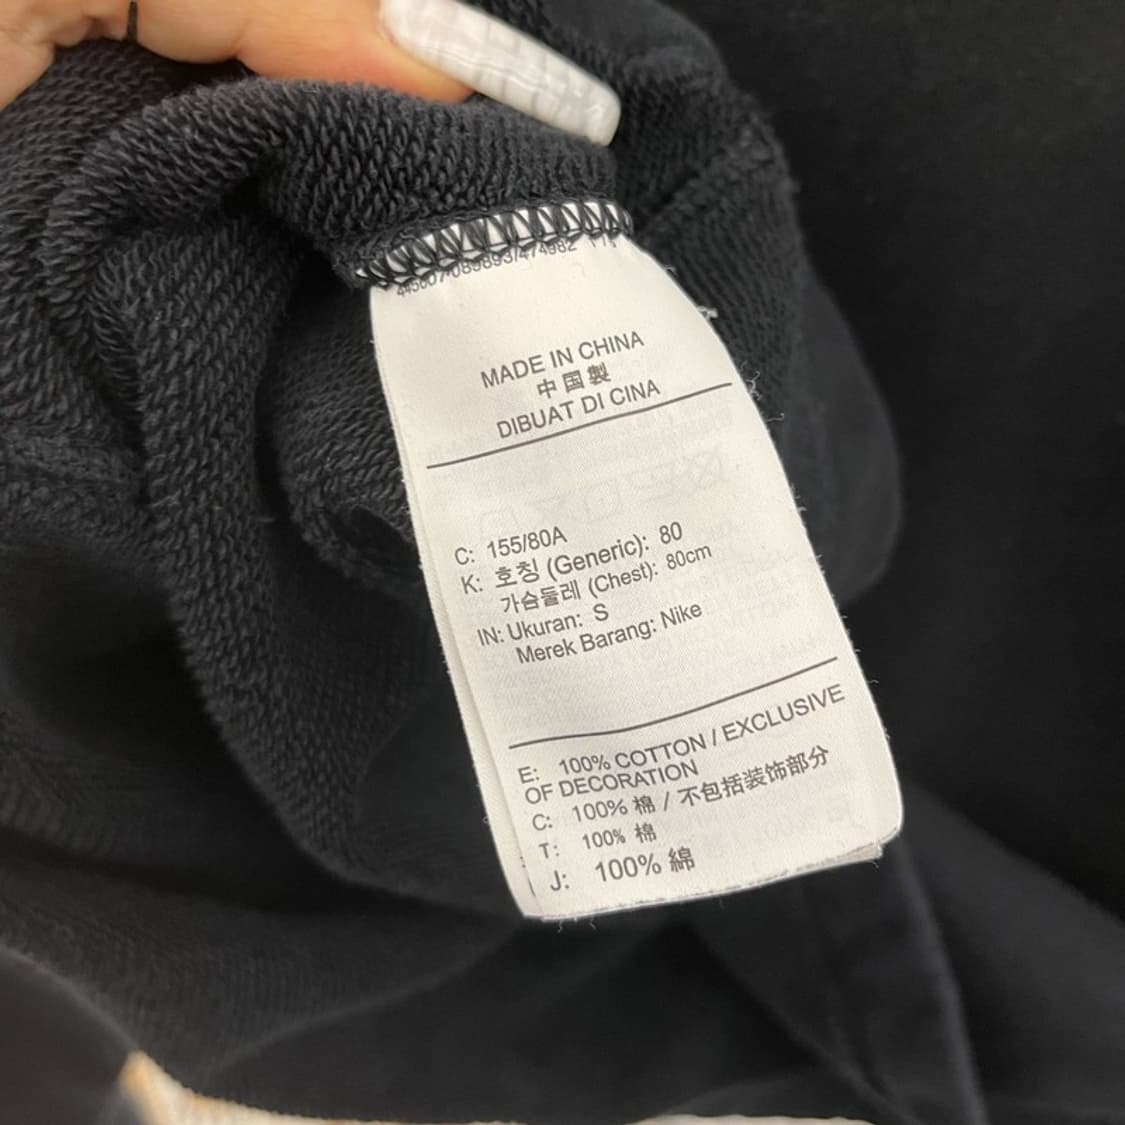 MADE IN CHINA
中国製
DIBUAT DI CINA
C: 155/80A
K: 호칭 (Generic): 80
가슴둘레 (Chest): 80cm
IN: Ukuran: S
Merek Barang: Nike
E: 100% COTTON / EXCLUSIVE
OF DECORATION
C: 100% 棉 / 不包括装饰部分
T: 100% 棉
J: 100% 綿